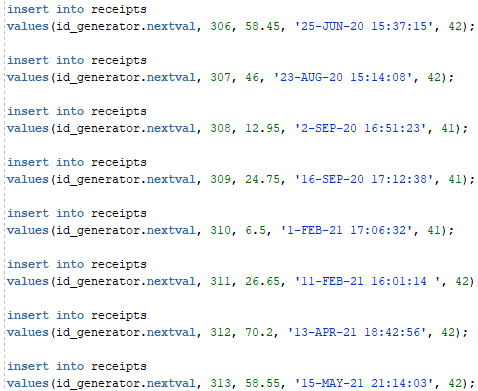 insert into receipts
values(id_generator.nextval, 306, 58.45, '25-JUN-20 15:37:15', 42);
insert into receipts
values(id_generator.nextval, 307, 46, '23-AUG-20 15:14:08', 42);
insert into receipts
values(id_generator.nextval, 308, 12.95, '2-SEP-20 16:51:23', 41);
insert into receipts
values(id_generator.nextval, 309, 24.75, '16-SEP-20 17:12:38', 41);
insert into receipts
values(id_generator.nextval, 310, 6.5, '1-FEB-21 17:06:32', 41);
insert into receipts
values(id_generator.nextval, 311, 26.65, '11-FEB-21 16:01:14 ', 42)
insert into receipts
values(id_generator.nextval, 312, 70.2, '13-APR-21 18:42:56', 42);
insert into receipts
values(id_generator.nextval, 313, 58.55, '15-MAY-21 21:14:03', 42);